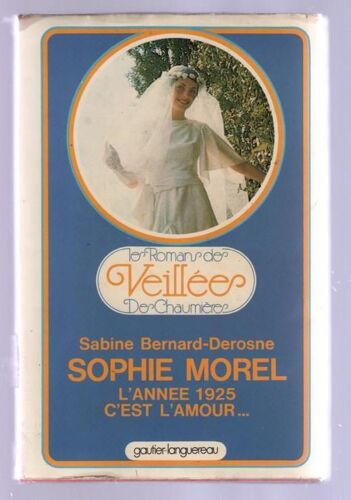 les Romans des
Veillées
Des Chaumières
Sabine Bernard-Derosne
SOPHIE MOREL
L'ANNEE 1925
C'EST L'AMOUR...
gautier-languereau